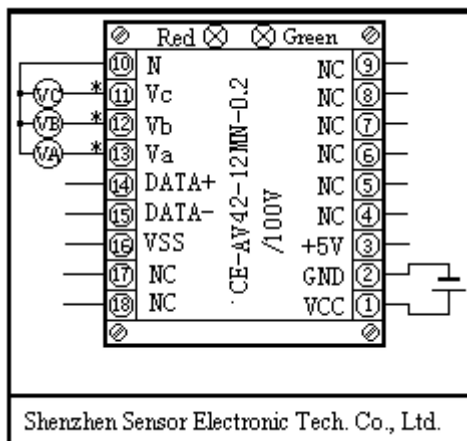 Red Green
10 N NC 9
VC * 11 Vc NC 8
VB * 12 Vb NC 7
VA * 13 Va NC 6
14 DATA+ NC 5
15 DATA- NC 4
16 VSS +5V 3
17 NC GND 2
18 NC VCC 1
CE-AV42-12MN-0.2
/100V
Shenzhen Sensor Electronic Tech. Co., Ltd.